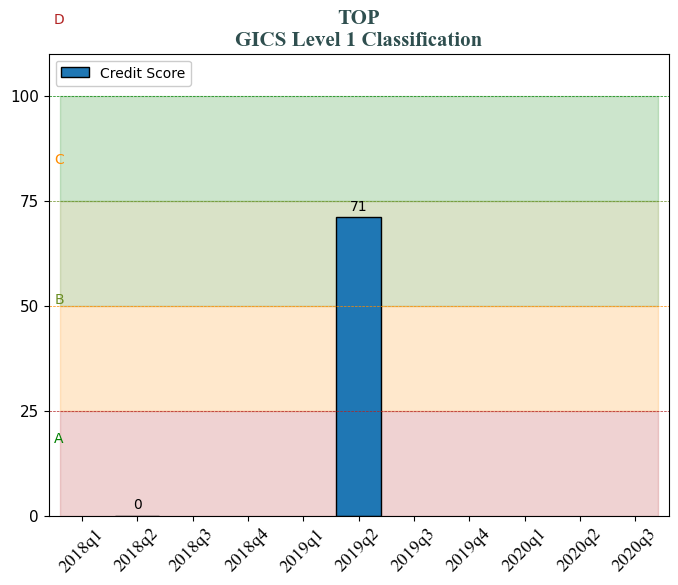 D
TOP
GICS Level 1 Classification
Credit Score
100
C
75
71
B
50
25
A
0
0
2018q1
2018q2
2018q3
2018q4
2019q1
2019q2
2019q3
2019q4
2020q1
2020q2
2020q3